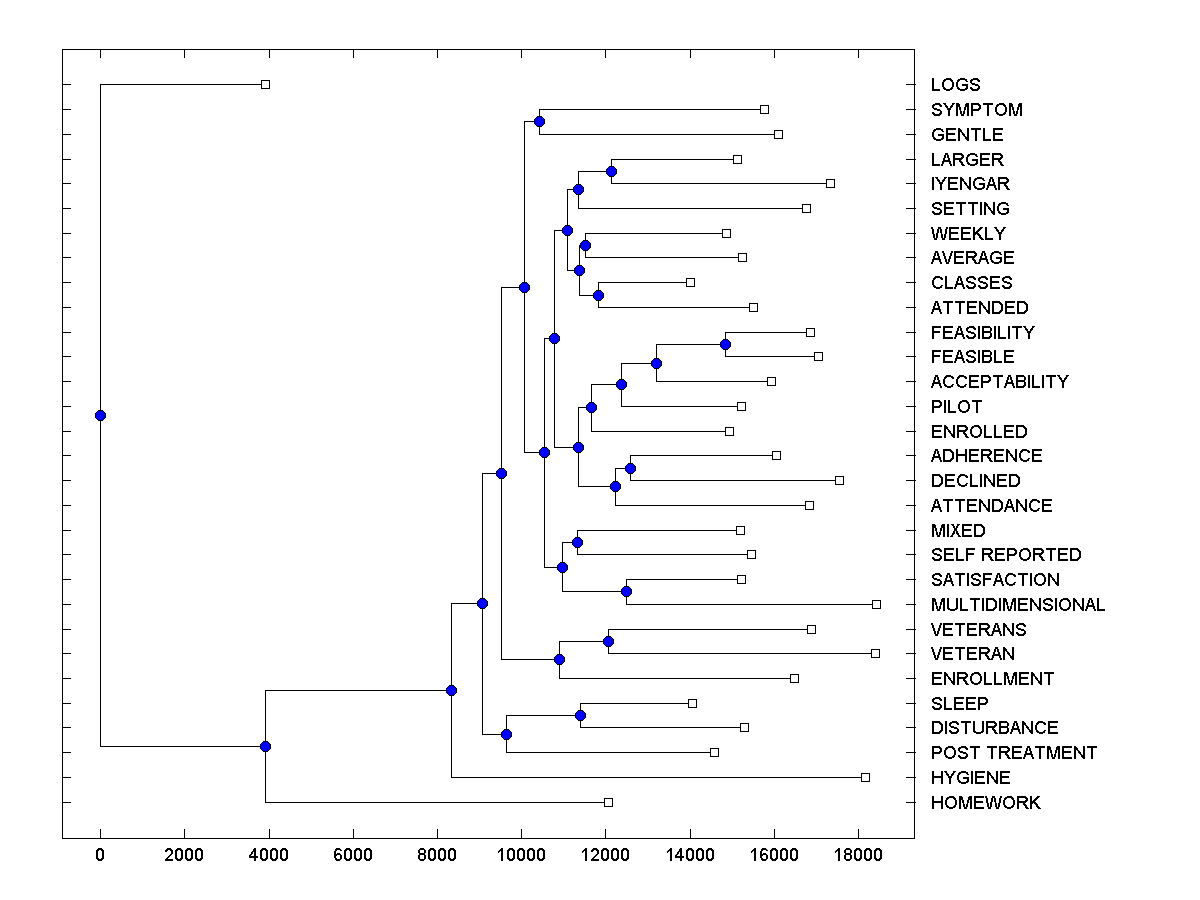 LOGS
SYMPTOM
GENTLE
LARGER
IYENGAR
SETTING
WEEKLY
AVERAGE
CLASSES
ATTENDED
FEASIBILITY
FEASIBLE
ACCEPTABILITY
PILOT
ENROLLED
ADHERENCE
DECLINED
ATTENDANCE
MIXED
SELF REPORTED
SATISFACTION
MULTIDIMENSIONAL
VETERANS
VETERAN
ENROLLMENT
SLEEP
DISTURBANCE
POST TREATMENT
HYGIENE
HOMEWORK
0 2000 4000 6000 8000 10000 12000 14000 16000 18000